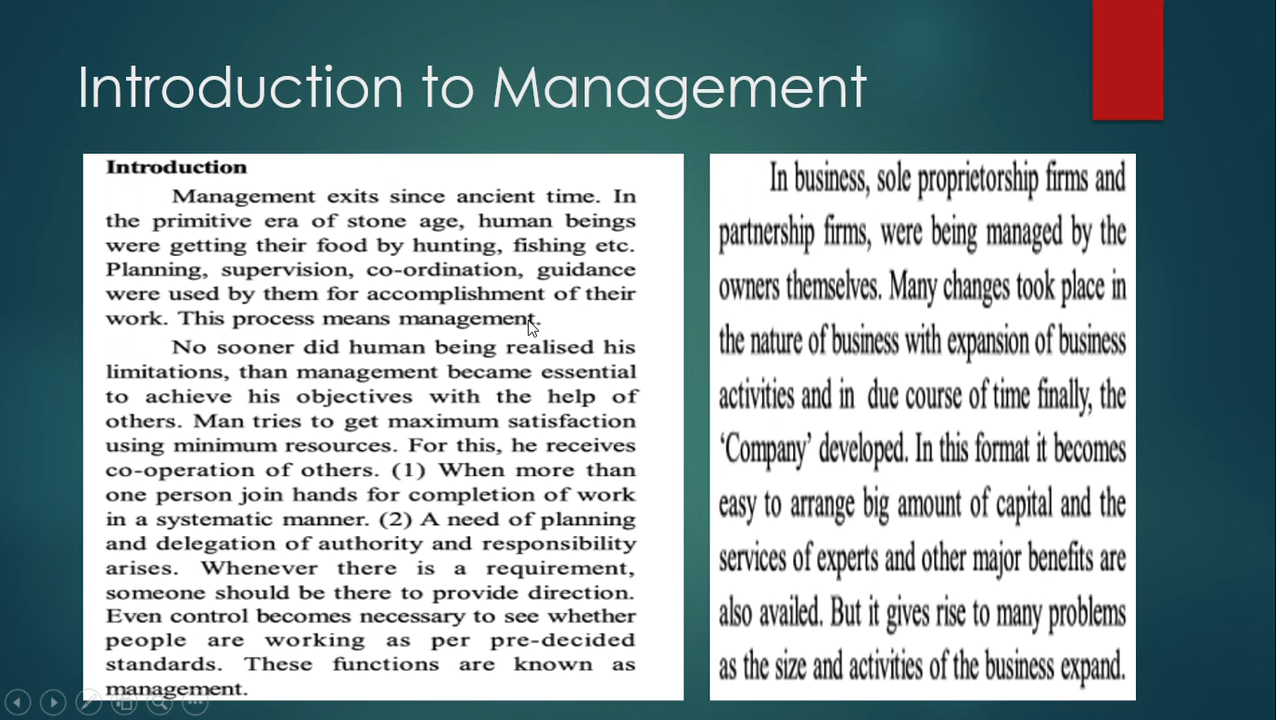 Introduction to Management
Introduction
Management exits since ancient time. In
the primitive era of stone age, human beings
were getting their food by hunting, fishing etc.
Planning, supervision, co-ordination, guidance
were used by them for accomplishment of their
work. This process means management.
No sooner did human being realised his
limitations, than management became essential
to achieve his objectives with the help of
others. Man tries to get maximum satisfaction
using minimum resources. For this, he receives
co-operation of others. (1) When more than
one person join hands for completion of work
in a systematic manner. (2) A need of planning
and delegation of authority and responsibility
arises. Whenever there is a requirement,
someone should be there to provide direction.
Even control becomes necessary to see whether
people are working as per pre-decided
standards. These functions are known as
management.
In business, sole proprietorship firms and
partnership firms, were being managed by the
owners themselves. Many changes took place in
the nature of business with expansion of business
activities and in due course of time finally, the
‘Company’ developed. In this format it becomes
easy to arrange big amount of capital and the
services of experts and other major benefits are
also availed. But it gives rise to many problems
as the size and activities of the business expand.